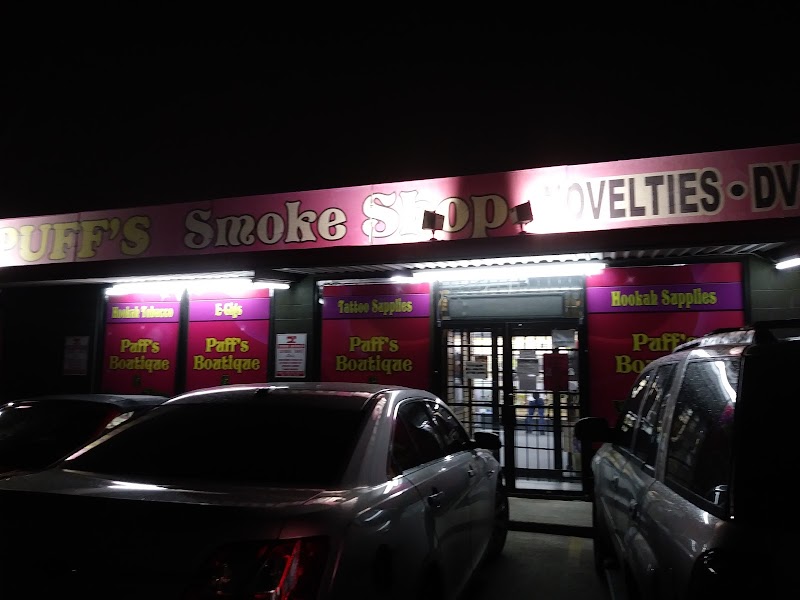 PUFF'S Smoke Shop NOVELTIES • DV
Hookah Tobacco
Puff's
Boutique
E-Cigs
Puff's
Boutique
Tattoo Supplies
Puff's
Boutique
Hookah Supplies
Puff's
Bo